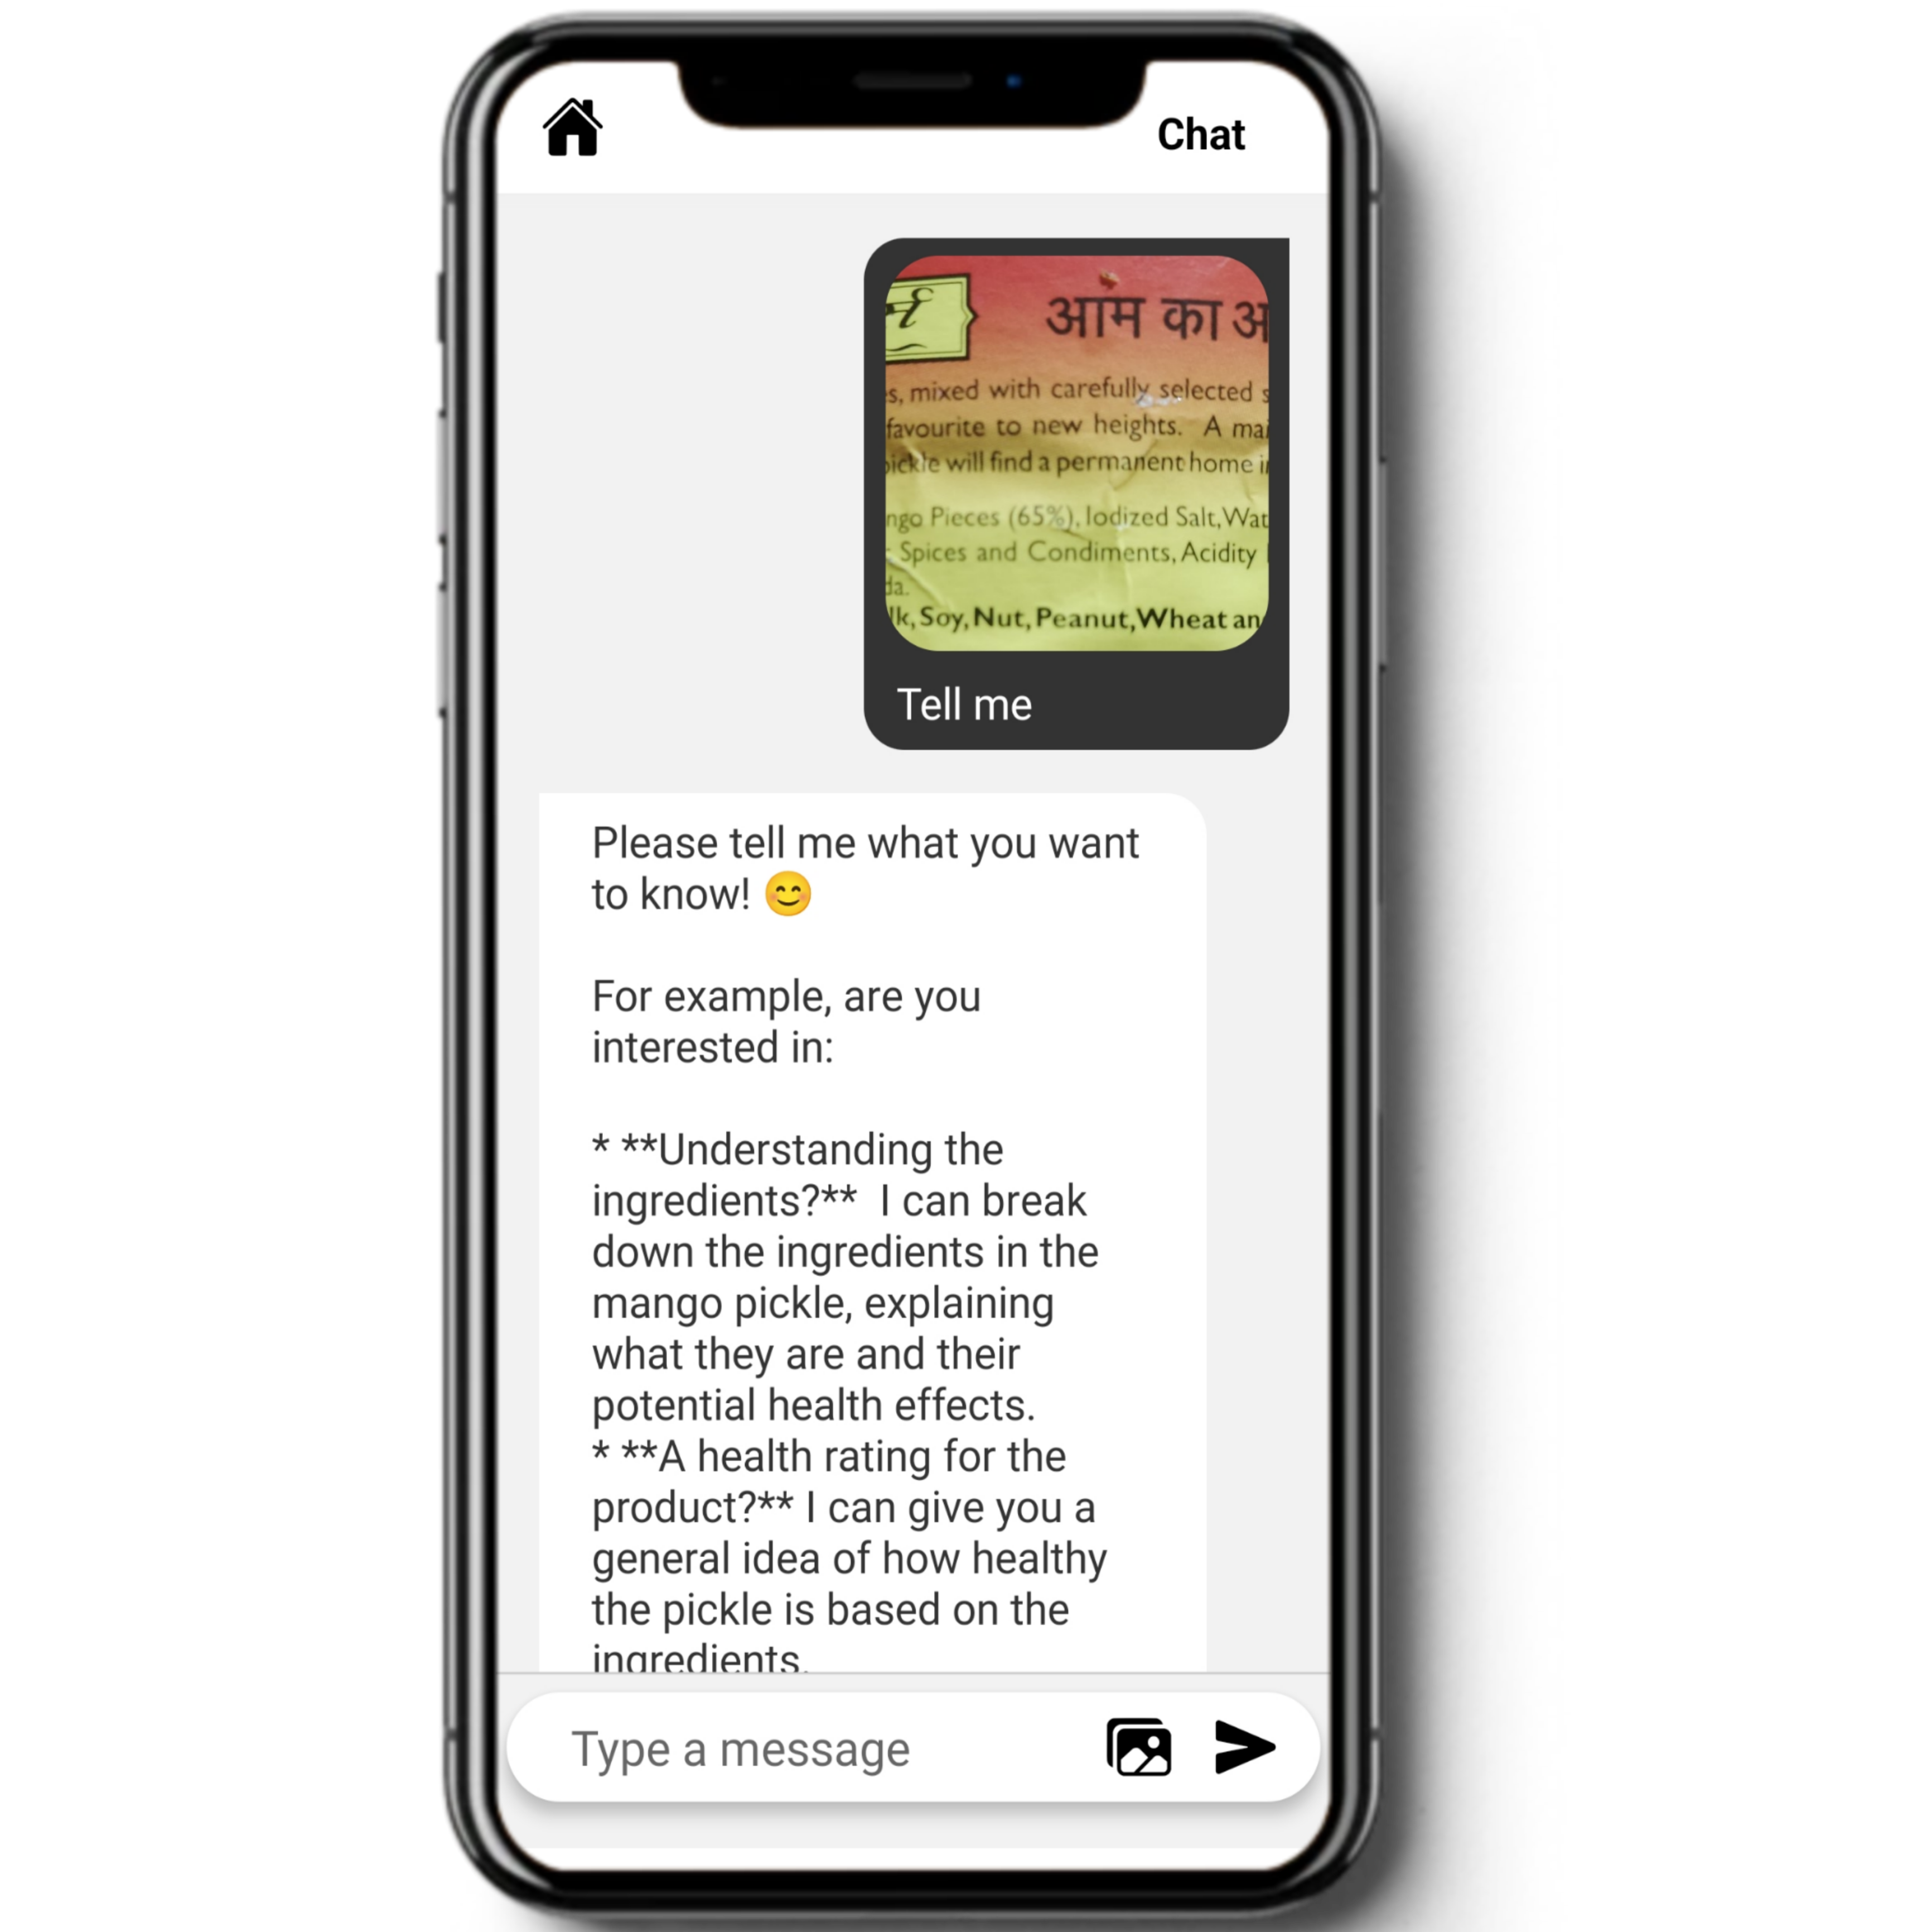 Chat
आम का अ
s, mixed with carefully selected
favourite to new heights. A
pickle will find a permanent home
Pieces (65%), Iodized Salt,
Spices and Condiments, Acidity
da.
lk, Soy, Nut, Peanut, Wheat an
Tell me
Please tell me what you want
to know! 😊
For example, are you
interested in:
* **Understanding the
ingredients?** I can break
down the ingredients in the
mango pickle, explaining
what they are and their
potential health effects.
* **A health rating for the
product?** I can give you a
general idea of how healthy
the pickle is based on the
ingredients.
Type a message